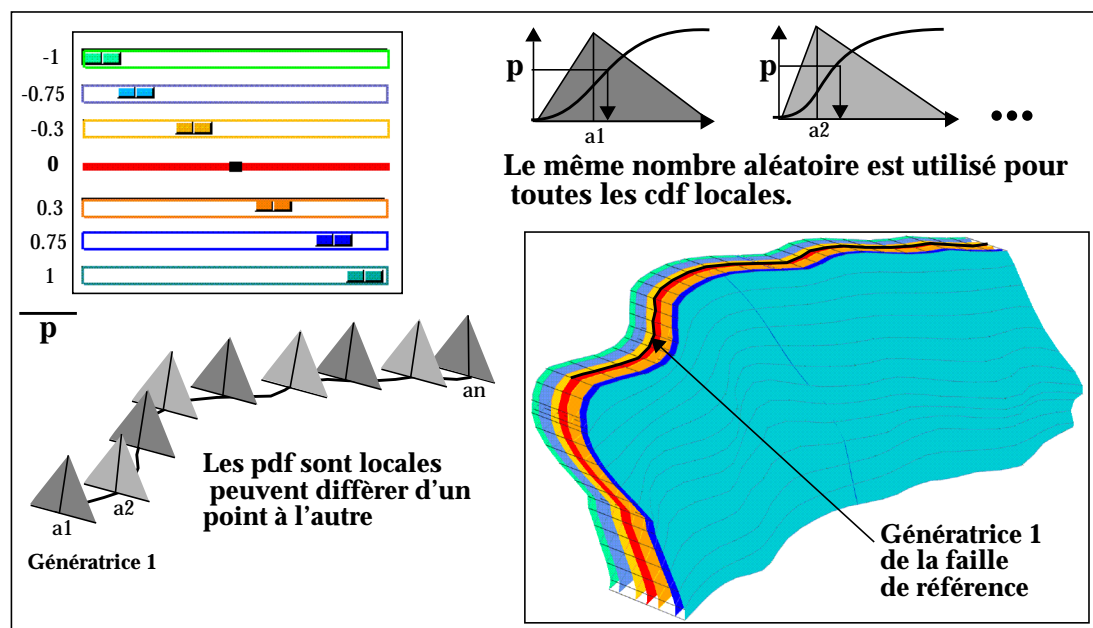 -1
-0.75
-0.3
0
0.3
0.75
1
p
p
a1
p
a2
•••
Le même nombre aléatoire est utilisé pour
toutes les cdf locales.
an
a1
a2
Les pdf sont locales
peuvent diffèrer d'un
point à l'autre
Génératrice 1
Génératrice 1
de la faille
de référence